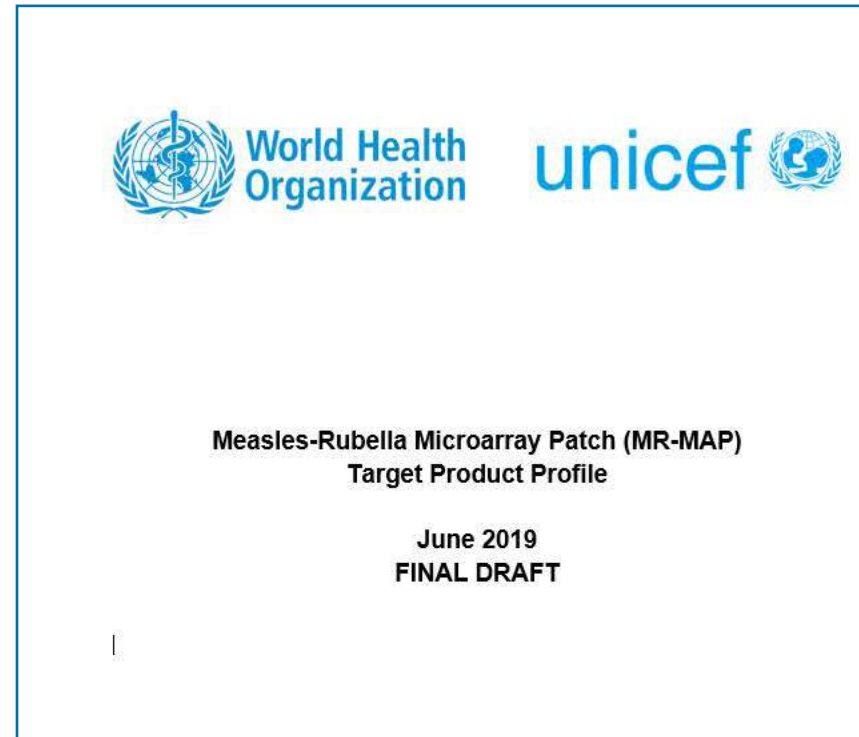 World Health
Organization
unicef
Measles-Rubella Microarray Patch (MR-MAP)
Target Product Profile
June 2019
FINAL DRAFT